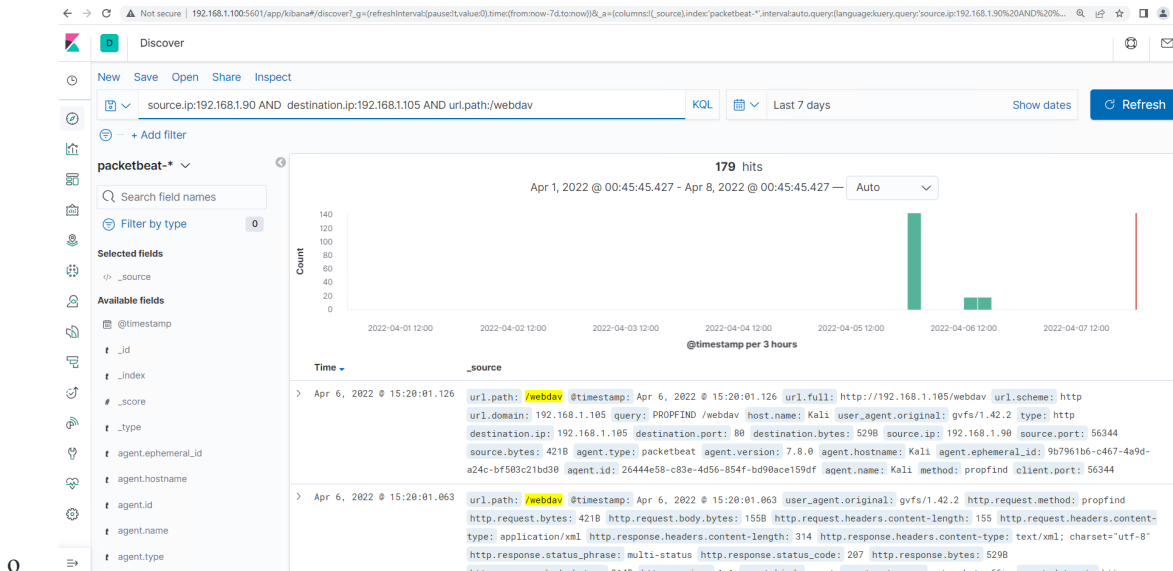 Not secure | 192.168.1.100:5601/app/kibana#/discover?_g=(refreshInterval:(pause:!t,value:0),time:(from:now-7d,to:now))&_a=(columns:!(_source),index:'packetbeat-*',interval:auto,query:(language:kuery,query:'source.ip:192.168.1.90%20AND%20%...
D Discover
New Save Open Share Inspect
source.ip:192.168.1.90 AND destination.ip:192.168.1.105 AND url.path:/webdav KQL Last 7 days Show dates Refresh
+ Add filter
packetbeat-*
179 hits
Apr 1, 2022 @ 00:45:45.427 - Apr 8, 2022 @ 00:45:45.427 — Auto
Search field names
Filter by type 0
Selected fields
_source
Available fields
@timestamp
t _id
t _index
# _score
t _type
t agent.ephemeral_id
t agent.hostname
t agent.id
t agent.name
t agent.type
Count
140
120
100
80
60
40
20
0
2022-04-01 12:00 2022-04-02 12:00 2022-04-03 12:00 2022-04-04 12:00 2022-04-05 12:00 2022-04-06 12:00 2022-04-07 12:00
@timestamp per 3 hours
Time _source
Apr 6, 2022 @ 15:20:01.126 url.path: /webdav @timestamp: Apr 6, 2022 @ 15:20:01.126 url.full: http://192.168.1.105/webdav url.scheme: http
url.domain: 192.168.1.105 query: PROPFIND /webdav host.name: Kali user_agent.original: gvfs/1.42.2 type: http
destination.ip: 192.168.1.105 destination.port: 80 destination.bytes: 529B source.ip: 192.168.1.90 source.port: 56344
source.bytes: 421B agent.type: packetbeat agent.version: 7.8.0 agent.hostname: Kali agent.ephemeral_id: 9b7961b6-c467-4a9d-
a24c-bf503c21bd30 agent.id: 26444e58-c83e-4d56-854f-bd90ace159df agent.name: Kali method: propfind client.port: 56344
Apr 6, 2022 @ 15:20:01.063 url.path: /webdav @timestamp: Apr 6, 2022 @ 15:20:01.063 user_agent.original: gvfs/1.42.2 http.request.method: propfind
http.request.bytes: 421B http.request.body.bytes: 155B http.request.headers.content-length: 155 http.request.headers.content-
type: application/xml http.response.headers.content-length: 314 http.response.headers.content-type: text/xml; charset="utf-8"
http.response.status_phrase: multi-status http.response.status_code: 207 http.response.bytes: 529B
o